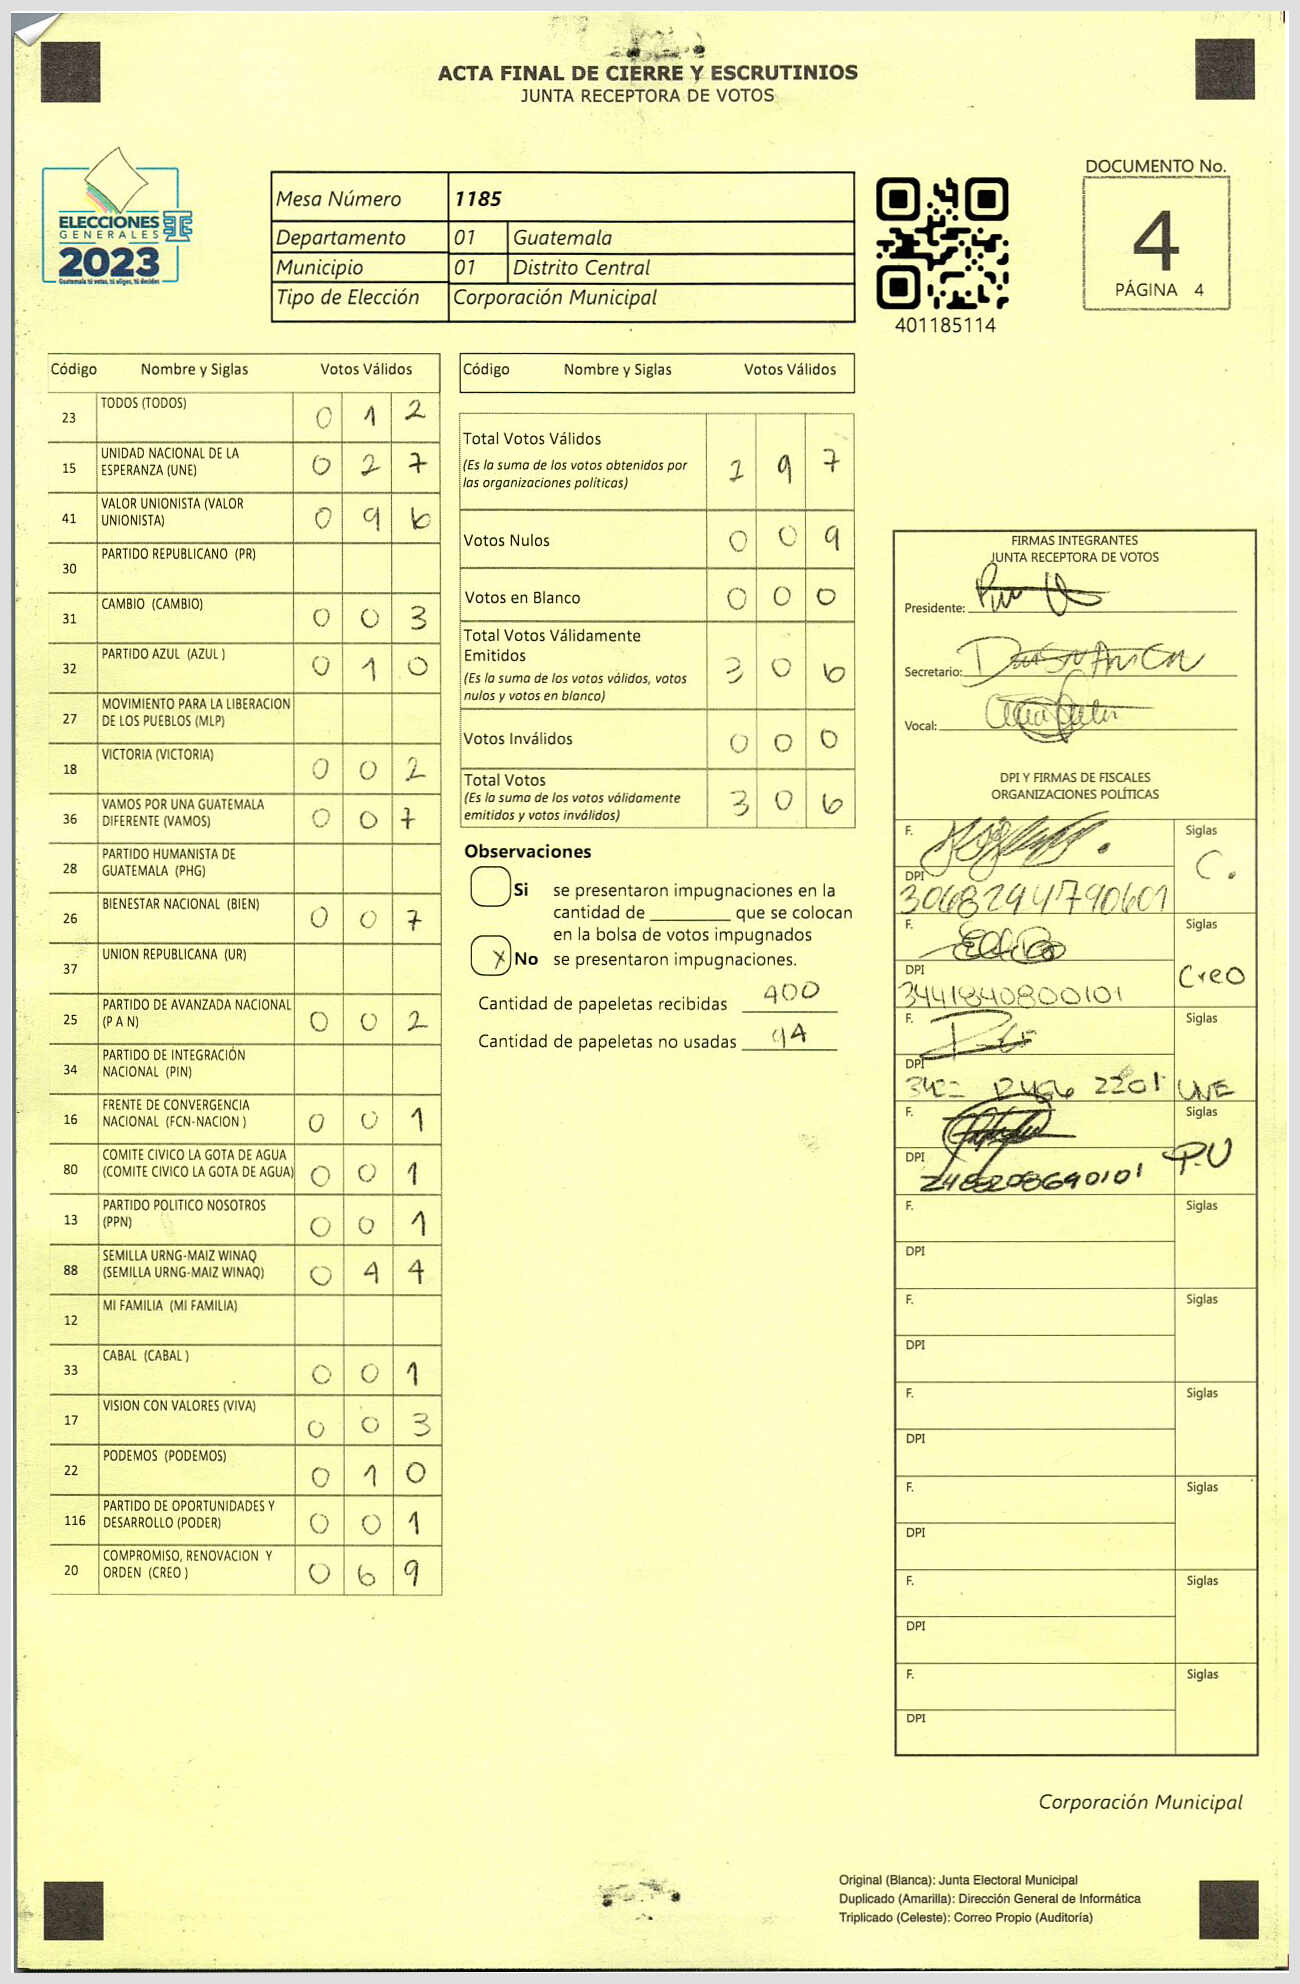 ACTA FINAL DE CIERRE Y ESCRUTINIOS
JUNTA RECEPTORA DE VOTOS
ELECCIONES
GENERALES
2023
Guatemala tú votas, tú eliges, tú decides
Mesa Número 1185
Departamento 01 Guatemala
Municipio 01 Distrito Central
Tipo de Elección Corporación Municipal
401185114
DOCUMENTO No.
4
PÁGINA 4
Código Nombre y Siglas Votos Válidos
23 TODOS (TODOS) 0 1 2
15 UNIDAD NACIONAL DE LA
ESPERANZA (UNE) 0 2 7
41 VALOR UNIONISTA (VALOR
UNIONISTA) 0 9 6
30 PARTIDO REPUBLICANO (PR)
31 CAMBIO (CAMBIO) 0 0 3
32 PARTIDO AZUL (AZUL ) 0 1 0
27 MOVIMIENTO PARA LA LIBERACION
DE LOS PUEBLOS (MLP)
18 VICTORIA (VICTORIA) 0 0 2
36 VAMOS POR UNA GUATEMALA
DIFERENTE (VAMOS) 0 0 7
28 PARTIDO HUMANISTA DE
GUATEMALA (PHG)
26 BIENESTAR NACIONAL (BIEN) 0 0 7
37 UNION REPUBLICANA (UR)
25 PARTIDO DE AVANZADA NACIONAL
(P A N) 0 0 2
34 PARTIDO DE INTEGRACIÓN
NACIONAL (PIN)
16 FRENTE DE CONVERGENCIA
NACIONAL (FCN-NACION ) 0 0 1
80 COMITE CIVICO LA GOTA DE AGUA
(COMITE CIVICO LA GOTA DE AGUA) 0 0 1
13 PARTIDO POLITICO NOSOTROS
(PPN) 0 0 1
88 SEMILLA URNG-MAIZ WINAQ
(SEMILLA URNG-MAIZ WINAQ) 0 4 4
12 MI FAMILIA (MI FAMILIA)
33 CABAL (CABAL ) 0 0 1
17 VISION CON VALORES (VIVA) 0 0 3
22 PODEMOS (PODEMOS) 0 1 0
116 PARTIDO DE OPORTUNIDADES Y
DESARROLLO (PODER) 0 0 1
20 COMPROMISO, RENOVACION Y
ORDEN (CREO ) 0 6 9
Código Nombre y Siglas Votos Válidos
Total Votos Válidos 2 9 7
(Es la suma de los votos obtenidos por
las organizaciones políticas)
Votos Nulos 0 0 9
Votos en Blanco 0 0 0
Total Votos Válidamente
Emitidos 3 0 6
(Es la suma de los votos válidos, votos
nulos y votos en blanco)
Votos Inválidos 0 0 0
Total Votos 3 0 6
(Es la suma de los votos válidamente
emitidos y votos inválidos)
Observaciones
Si se presentaron impugnaciones en la
cantidad de ________ que se colocan
en la bolsa de votos impugnados
X No se presentaron impugnaciones.
Cantidad de papeletas recibidas 400
Cantidad de papeletas no usadas 94
FIRMAS INTEGRANTES
JUNTA RECEPTORA DE VOTOS
Presidente:
Secretario:
Vocal:
DPI Y FIRMAS DE FISCALES
ORGANIZACIONES POLÍTICAS
F. Siglas
C.
DPI
3068294790601
F. Siglas
DPI Creo
3441840800101
F. Siglas
DPI
2201 UNE
F. Siglas
DPI P.U
F. Siglas
DPI
F. Siglas
DPI
F. Siglas
DPI
F. Siglas
DPI
F. Siglas
DPI
F. Siglas
DPI
Corporación Municipal
Original (Blanca): Junta Electoral Municipal
Duplicado (Amarilla): Dirección General de Informática
Triplicado (Celeste): Correo Propio (Auditoría)